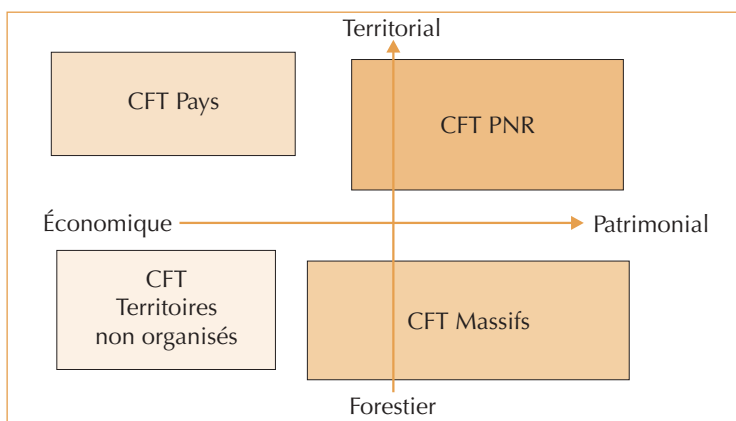 Territorial
CFT Pays
CFT PNR
Économique
Patrimonial
CFT
Territoires
non organisés
CFT Massifs
Forestier